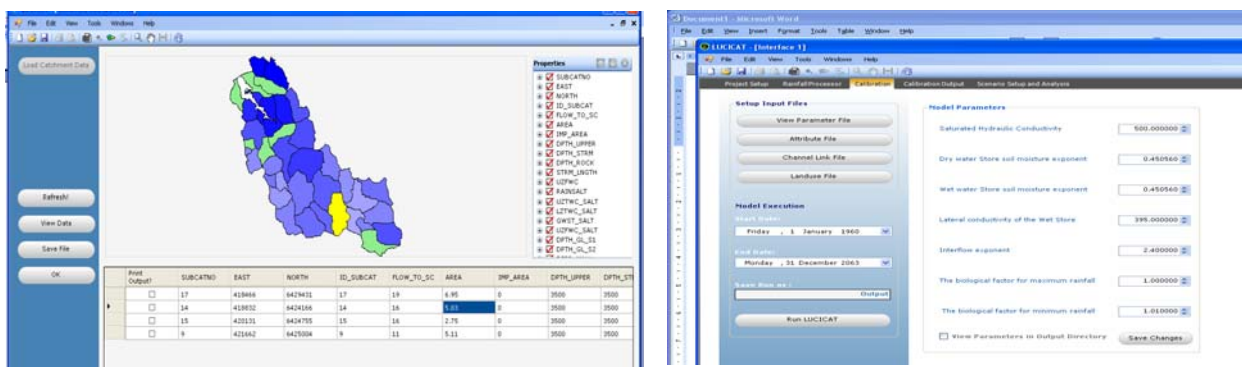 File Edit View Tools Windows Help
Load Catchment Data
Refresh!
View Data
Save File
OK
Properties
SUBCATNO
EAST
NORTH
ID_SUBCAT
FLOW_TO_SC
AREA
IMP_AREA
DPTH_UPPER
DPTH_STRM
DPTH_ROCK
STRM_LNGTH
UZFWC
RAINSALT
UZTWC_SALT
LZTWC_SALT
GWST_SALT
UZFWC_SALT
DPTH_GL_S1
DPTH_GL_S2
Print Output? SUBCATNO EAST NORTH ID_SUBCAT FLOW_TO_SC AREA IMP_AREA DPTH_UPPER DPTH_STR
17 418466 6429431 17 19 6.95 0 3500 3500
14 418832 6424166 14 16 5.03 0 3500 3500
15 420131 6424755 15 16 2.75 0 3500 3500
9 421662 6425004 9 11 5.11 0 3500 3500
Document1 - Microsoft Word
File Edit View Insert Format Tools Table Window Help
LUCICAT - [Interface 1]
File Edit View Tools Windows Help
Project Setup Rainfall Processor Calibration Calibration Output Scenario Setup and Analysis
Setup Input Files
View Parameter File
Attribute File
Channel Link File
Landuse File
Model Execution
Start Date:
Friday , 1 January 1960
End Date:
Monday , 31 December 2063
Save Run as :
Output
Run LUCICAT
Model Parameters
Saturated Hydraulic Conductivity 500.000000
Dry water Store soil moisture exponent 0.450560
Wet water Store soil moisture exponent 0.450560
Lateral conductivity of the Wet Store 395.000000
Interflow exponent 2.400000
The biological factor for maximum rainfall 1.000000
The biological factor for minimum rainfall 1.010000
View Parameters in Output Directory Save Changes